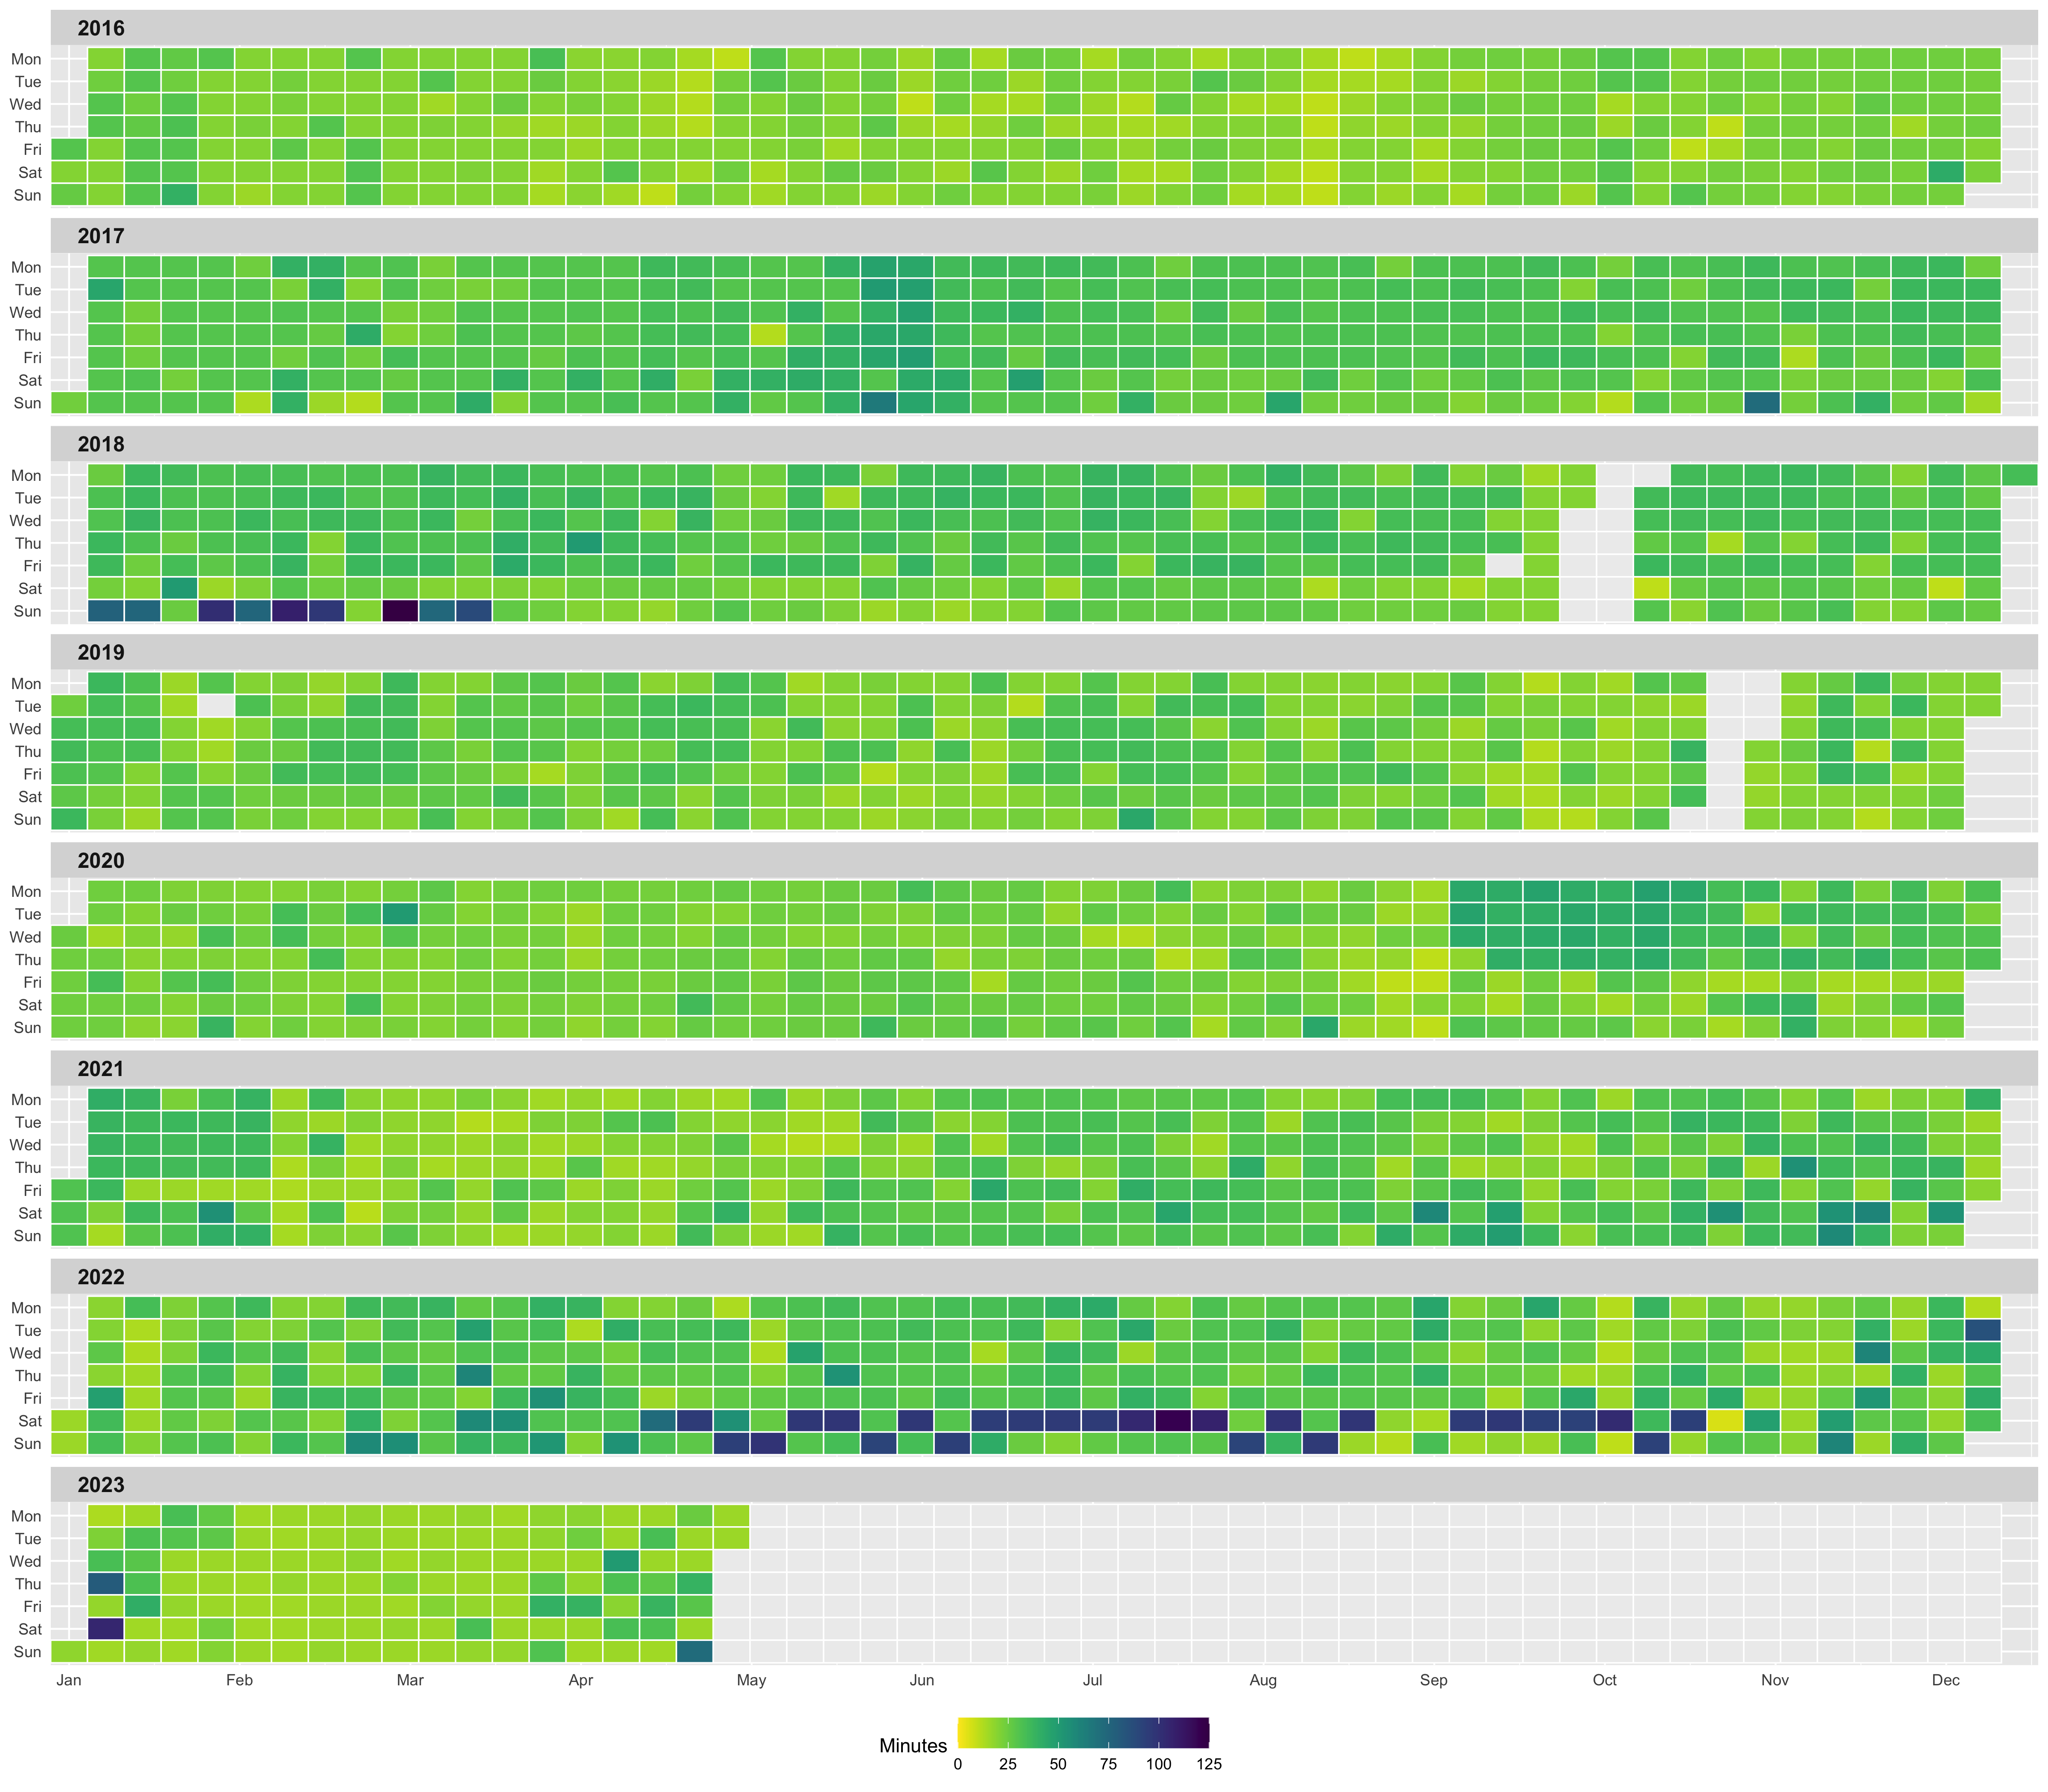 2016
Mon
Tue
Wed
Thu
Fri
Sat
Sun
2017
Mon
Tue
Wed
Thu
Fri
Sat
Sun
2018
Mon
Tue
Wed
Thu
Fri
Sat
Sun
2019
Mon
Tue
Wed
Thu
Fri
Sat
Sun
2020
Mon
Tue
Wed
Thu
Fri
Sat
Sun
2021
Mon
Tue
Wed
Thu
Fri
Sat
Sun
2022
Mon
Tue
Wed
Thu
Fri
Sat
Sun
2023
Mon
Tue
Wed
Thu
Fri
Sat
Sun
Jan Feb Mar Apr May Jun Jul Aug Sep Oct Nov Dec
Minutes
0 25 50 75 100 125